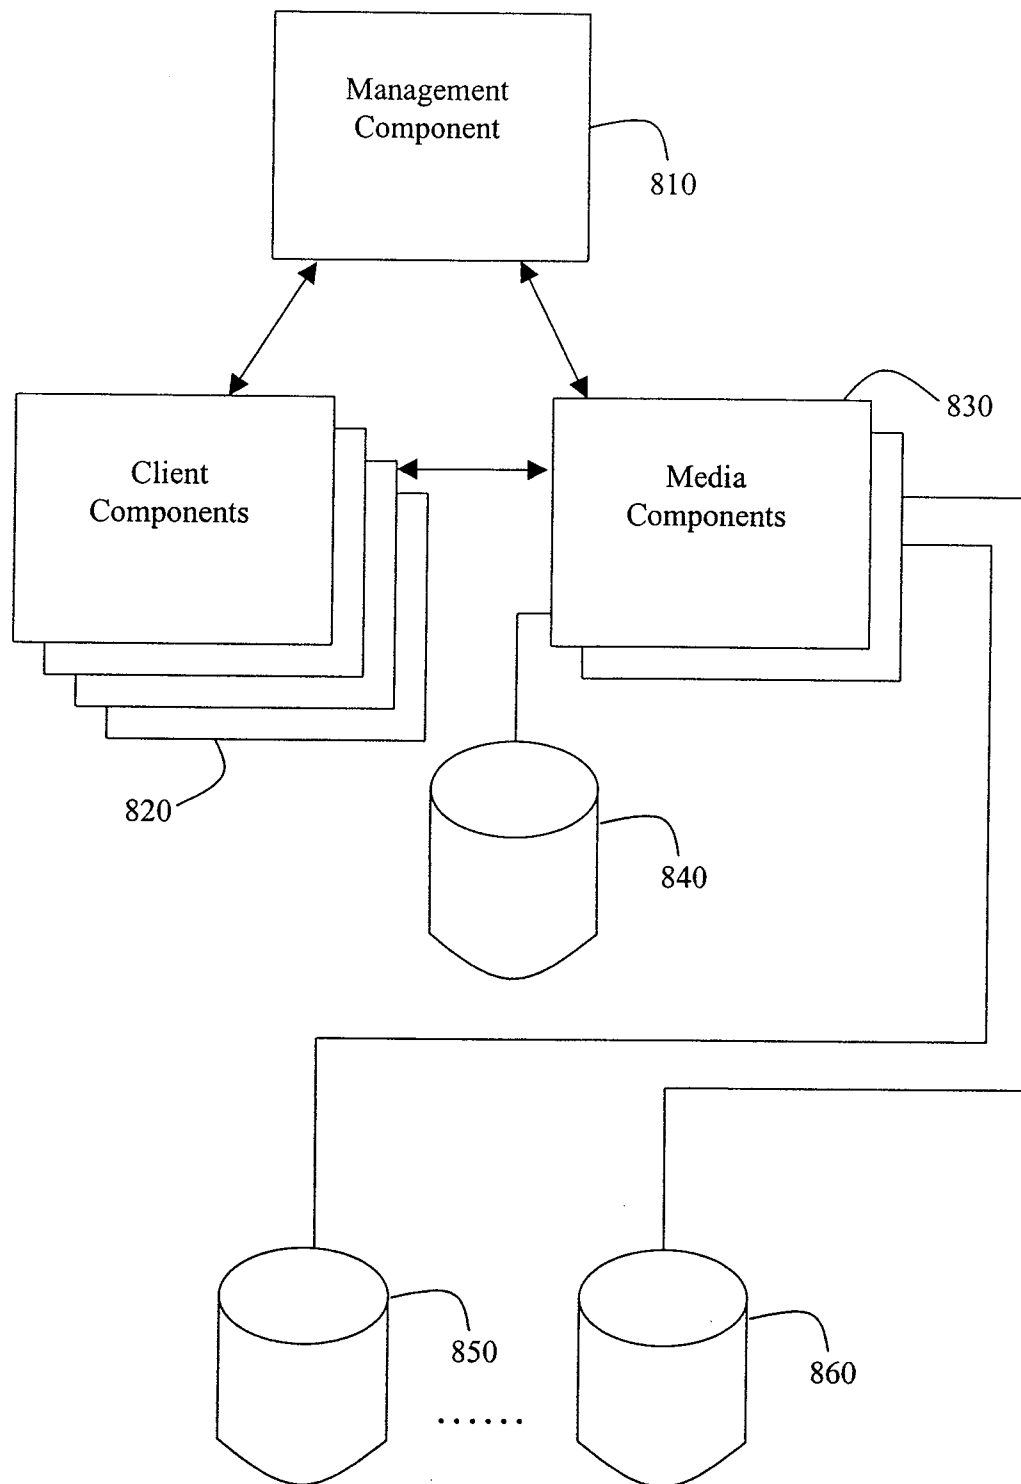 Management
Component
810
830
Client
Components
Media
Components
820
840
850
860
......